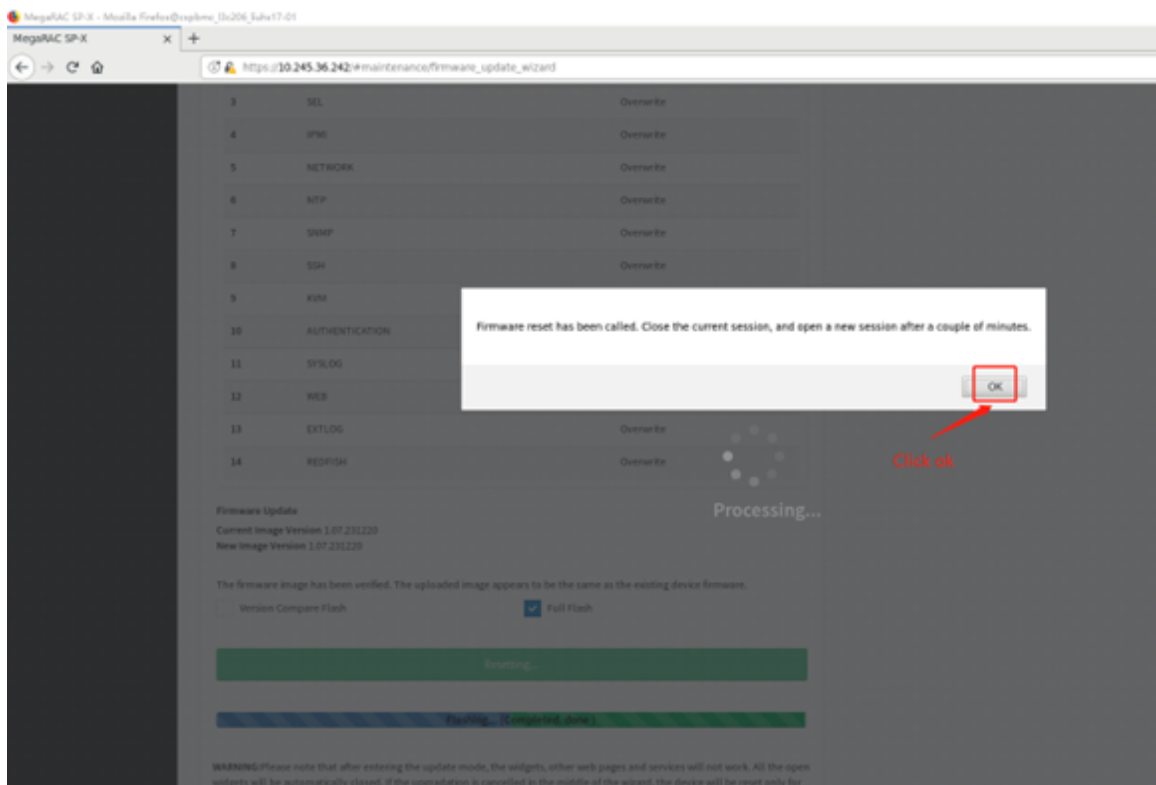 MegaRAC SP-X - Mozilla Firefox
MegaRAC SP-X × +
https://10.245.36.242/#maintenance/firmware_update_wizard
3 SEL Overwrite
4 IPMI Overwrite
5 NETWORK Overwrite
6 NTP Overwrite
7 SNMP Overwrite
8 SSH Overwrite
9 KVM
10 AUTHENTICATION
Firmware reset has been called. Close the current session, and open a new session after a couple of minutes.
11 SYSLOG
12 WEB
OK
13 EXTLOG Overwrite
14 REDFISH Overwrite
Click ok
Processing...
Firmware Update
Current Image Version 1.07.231220
New Image Version 1.07.231220
The firmware image has been verified. The uploaded image appears to be the same as the existing device firmware.
Version Compare Flash Full Flash
Resetting...
Flashing... (Completed, done )
WARNING:Please note that after entering the update mode, the widgets, other web pages and services will not work. All the open
widgets will be automatically closed. If the upgradation is cancelled in the middle of the wizard, the device will be reset only for